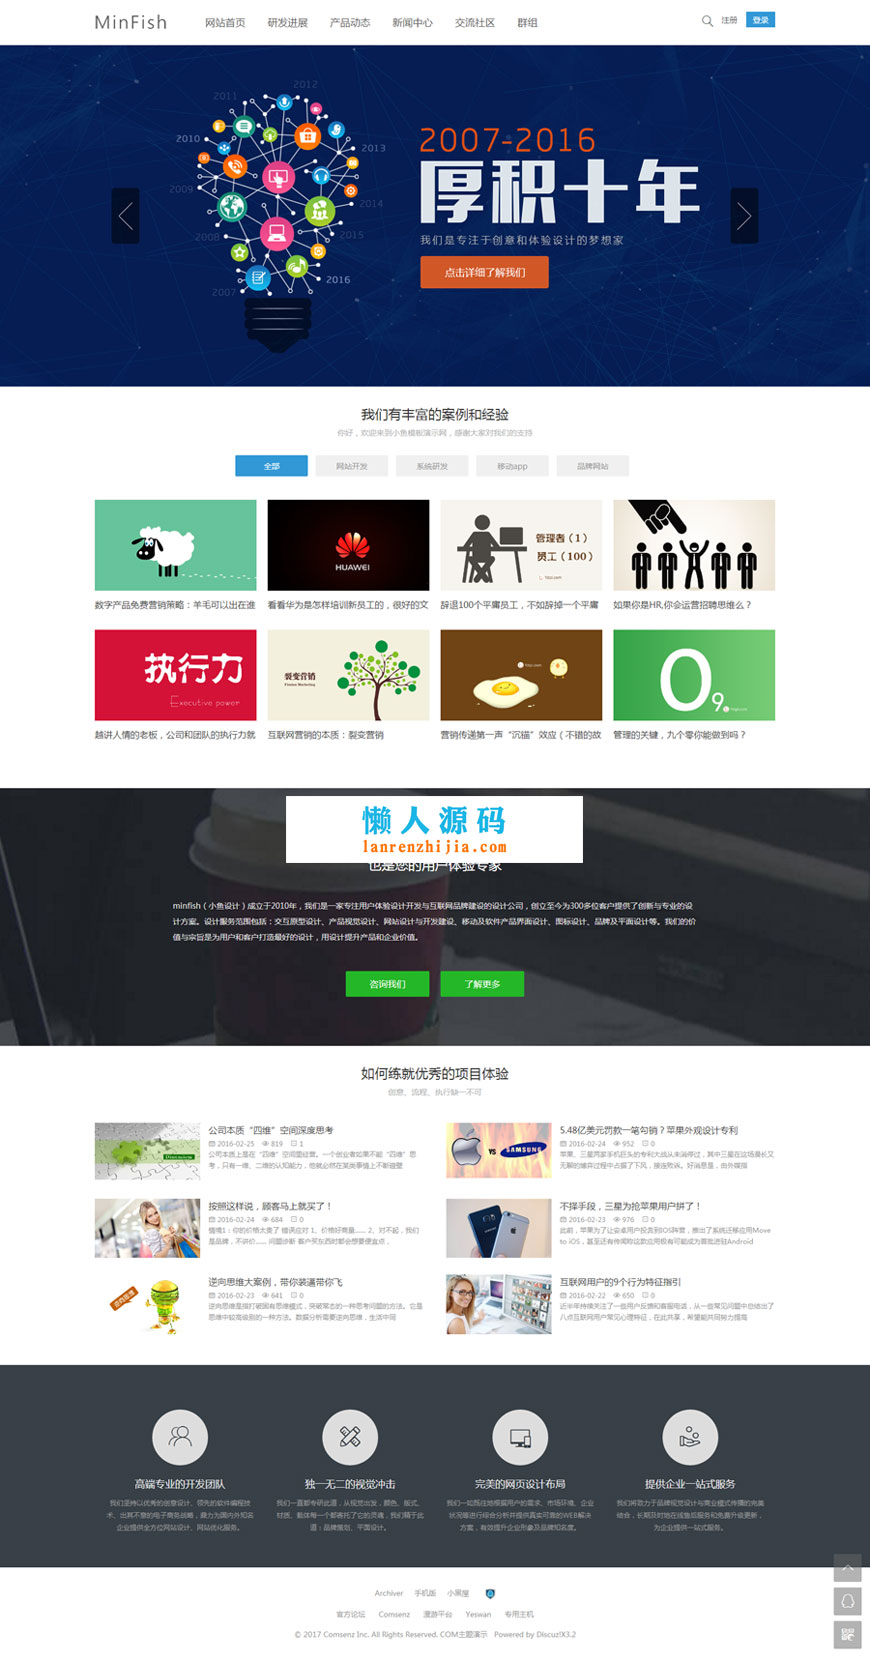 MinFish
网站首页 研发进展 产品动态 新闻中心 交流社区 群组
注册 登录
2012
2011
2010
2013
2009
2014
2008
2015
2016
2007
2007-2016
厚积十年
我们是专注于创意和体验设计的梦想家
点击详细了解我们
我们有丰富的案例和经验
你好，欢迎来到小鱼模板演示网，感谢大家对我们的支持
全部 网站开发 系统研发 移动app 品牌网站
HUAWEI
管理者（1）
员工（100）
数字产品免费营销策略：羊毛可以出在谁
看看华为是怎样培训新员工的，很好的文
辞退100个平庸员工，不如辞掉一个平庸
如果你是HR,你会运营招聘思维么？
执行力
Executive power
裂变营销
Fission Marketing
09
越讲人情的老板，公司和团队的执行力就
互联网营销的本质：裂变营销
营销传递第一声“沉猫”效应（不错的故
管理的关键，九个零你能做到吗？
懒人源码
lanrenzhijia.com
也是您的用户体验专家
minfish（小鱼设计）成立于2010年，我们是一家专注用户体验设计开发与互联网品牌建设的设计公司，创立至今为300多位客户提供了创新与专业的设
计方案。设计服务范围包括：交互原型设计、产品视觉设计、网站设计与开发建设、移动及软件产品界面设计、图标设计、品牌及平面设计等。我们的价
值与宗旨是为用户和客户打造最好的设计，用设计提升产品和企业价值。
咨询我们 了解更多
如何练就优秀的项目体验
创意、流程、执行缺一不可
公司本质“四维”空间深度思考
2016-02-25 819 1
公司本质上是在“四维”空间里经营。一个创业者如果不能“四维”思
考，只有一维、二维的认知能力，他就必然在某类事情上不断碰壁
VS SAMSUNG
5.48亿美元罚款一笔勾销？苹果外观设计专利
2016-02-24 952 0
苹果、三星两家手机巨头的专利大战从未消停过，其中三星在这场最长又
无聊的缠弈过程中占据了下风，接连败诉。好消息是，由外媒报
按照这样说，顾客马上就买了！
2016-02-24 684 0
情境1：你的价格太贵了 错误应对 1、价格好商量…… 2、对不起，我们
是品牌，不讲价…… 问题诊断 客户买东西时都会想要便宜点，
不择手段，三星为抢苹果用户拼了！
2016-02-23 976 0
此前，苹果为了让安卓用户投奔到iOS阵营，推出了系统迁移应用Move
to iOS，甚至还有传闻称这款应用极有可能成为首批进驻Android
逆向思维
逆向思维大案例，带你装逼带你飞
2016-02-23 641 0
逆向思维是指打破固有思维模式，突破常态的一种思考问题的方法。它是
思维中较高级别的一种方法。数据分析需要逆向思维，生活中同
互联网用户的9个行为特征指引
2016-02-22 650 0
近半年持续关注了一些用户反馈和客服电话，从一些常见问题中总结出了
八点互联网用户常见心理特征，在此共享，希望能共同努力提高
高端专业的开发团队
我们坚持以优秀的创意设计、领先的软件编程技
术、出其不意的电子商务战略，鼎力为国内外知名
企业提供全方位网站设计、网站优化服务。
独一无二的视觉冲击
我们一直都专研此道，从视觉出发，颜色、版式、
材质、载体每一个都寄托了它的灵魂，我们精于此
道：品牌策划、平面设计。
完美的网页设计布局
我们一如既往地根据用户的需求、市场环境、企业
状况等进行综合分析并提供真实可靠的WEB解决
方案，有效提升企业形象及品牌知名度。
提供企业一站式服务
我们将致力于品牌视觉设计与商业模式传播的完美
结合，长期及时地在线售后服务和免费升级更新，
为企业提供一站式服务。
Archiver 手机版 小黑屋
官方论坛 Comsenz 漫游平台 Yeswan 专用主机
© 2017 Comsenz Inc. All Rights Reserved. COM主题演示 Powered by Discuz!X3.2